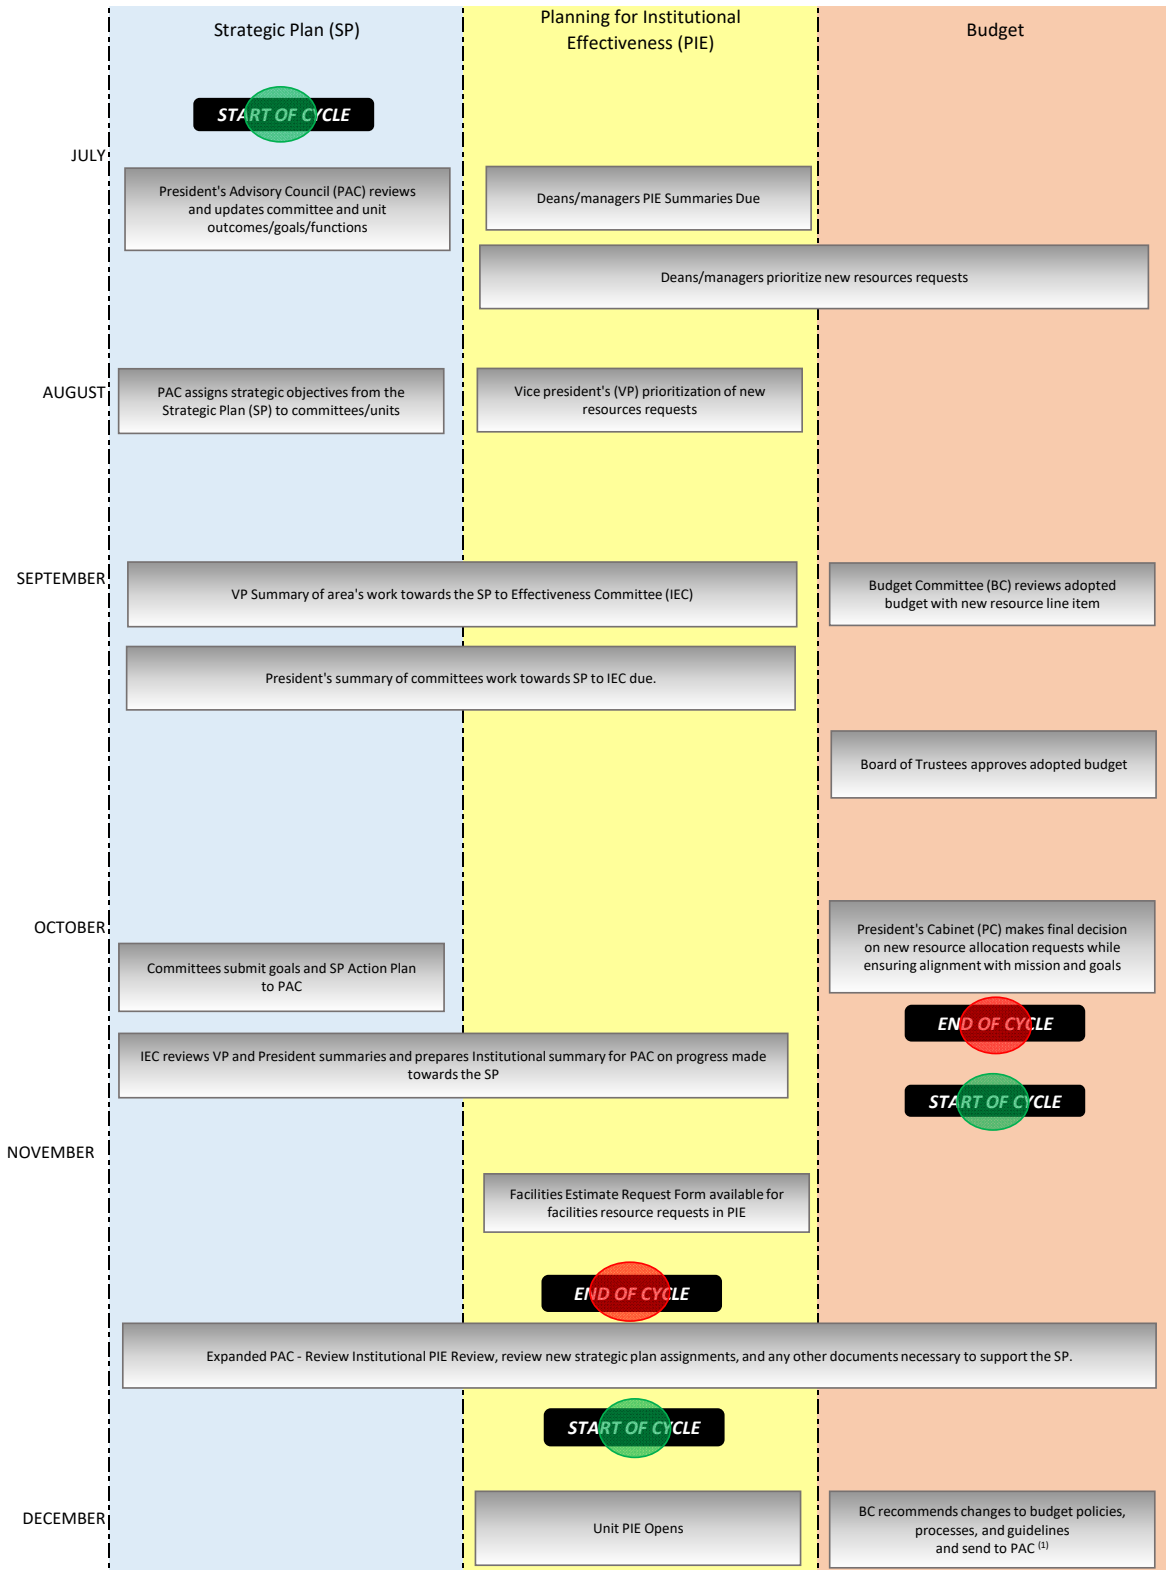 Strategic Plan (SP)
Planning for Institutional
Effectiveness (PIE)
Budget
START OF CYCLE
JULY
President's Advisory Council (PAC) reviews
and updates committee and unit
outcomes/goals/functions
Deans/managers PIE Summaries Due
Deans/managers prioritize new resources requests
AUGUST
PAC assigns strategic objectives from the
Strategic Plan (SP) to committees/units
Vice president's (VP) prioritization of new
resources requests
SEPTEMBER
VP Summary of area's work towards the SP to Effectiveness Committee (IEC)
Budget Committee (BC) reviews adopted
budget with new resource line item
President's summary of committees work towards SP to IEC due.
Board of Trustees approves adopted budget
OCTOBER
President's Cabinet (PC) makes final decision
on new resource allocation requests while
ensuring alignment with mission and goals
Committees submit goals and SP Action Plan
to PAC
END OF CYCLE
IEC reviews VP and President summaries and prepares Institutional summary for PAC on progress made
towards the SP
START OF CYCLE
NOVEMBER
Facilities Estimate Request Form available for
facilities resource requests in PIE
END OF CYCLE
Expanded PAC - Review Institutional PIE Review, review new strategic plan assignments, and any other documents necessary to support the SP.
START OF CYCLE
DECEMBER
Unit PIE Opens
BC recommends changes to budget policies,
processes, and guidelines
and send to PAC (1)